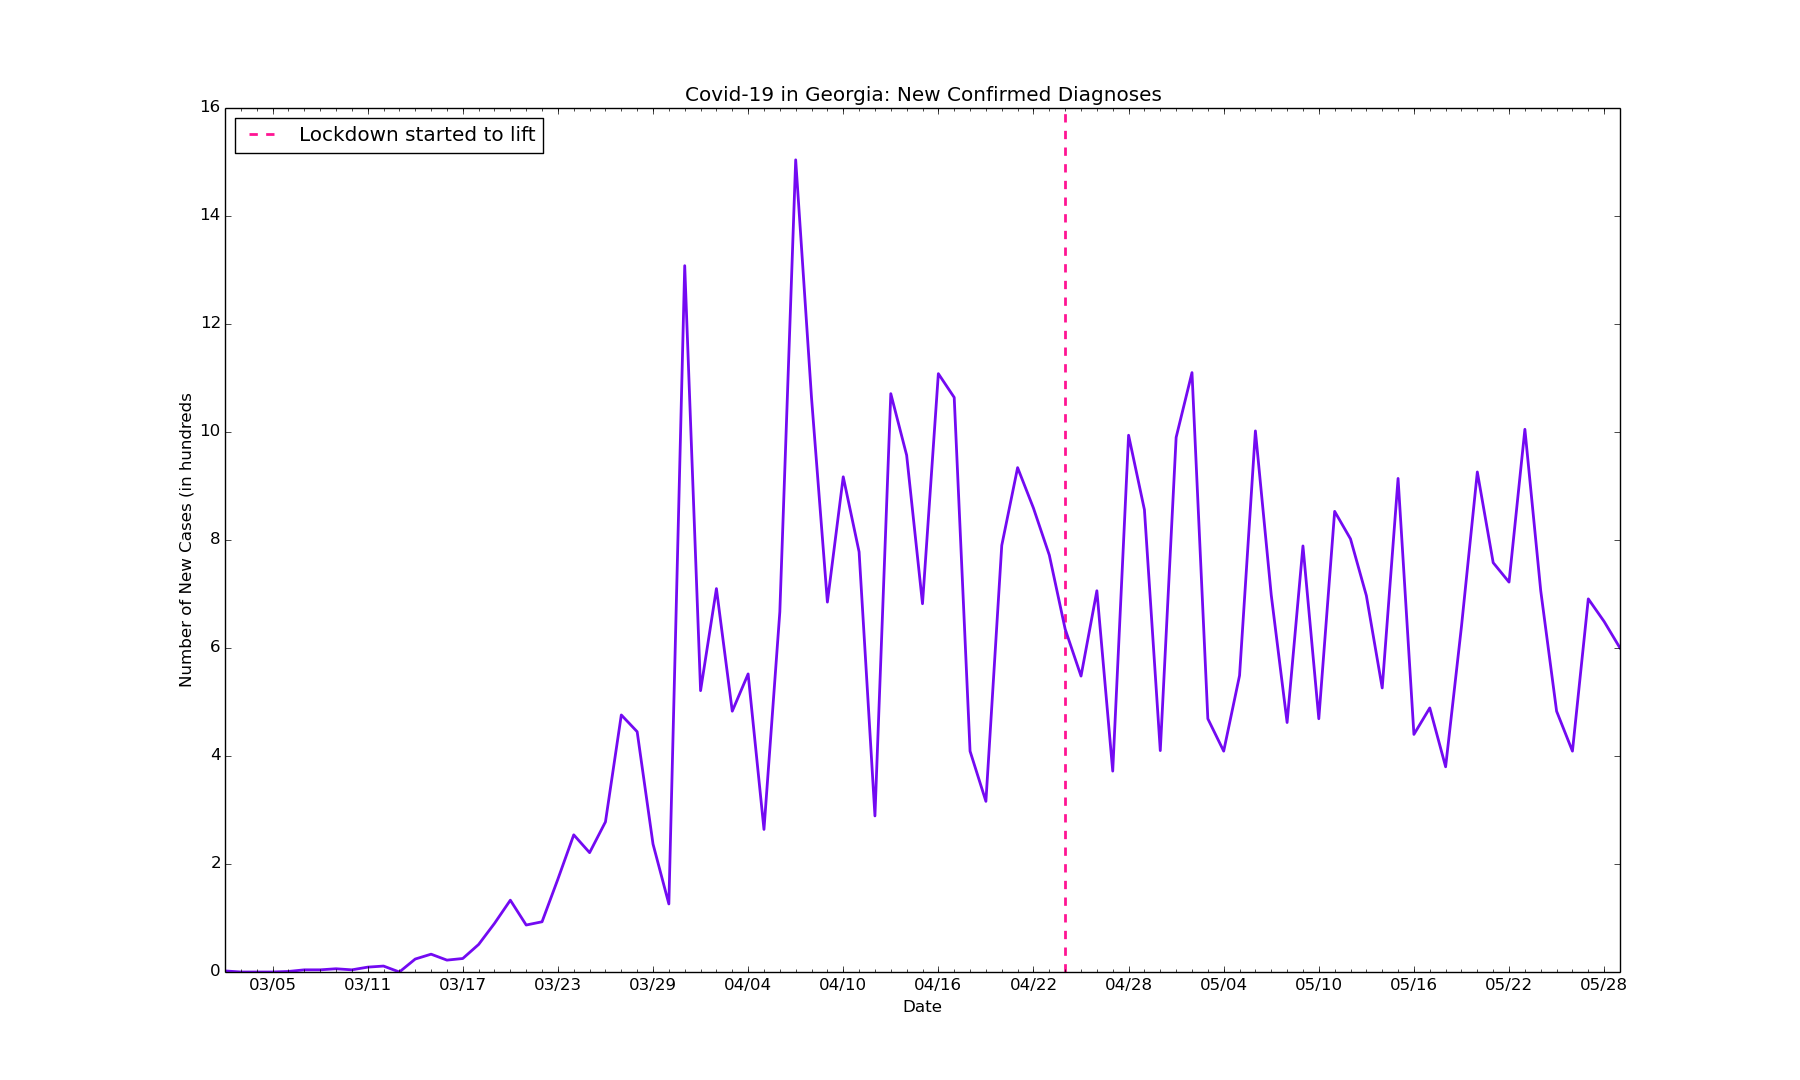 Covid-19 in Georgia: New Confirmed Diagnoses
Lockdown started to lift
Number of New Cases (in hundreds
16
14
12
10
8
6
4
2
0
03/05 03/11 03/17 03/23 03/29 04/04 04/10 04/16 04/22 04/28 05/04 05/10 05/16 05/22 05/28
Date